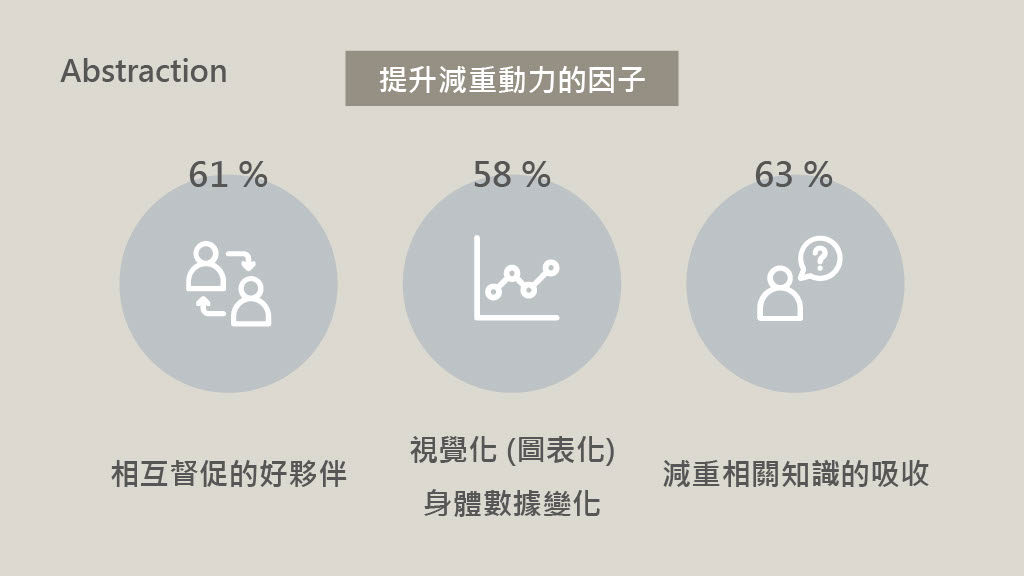 Abstraction
提升減重動力的因子
61 %
58 %
63 %
?
相互督促的好夥伴
視覺化 (圖表化)
身體數據變化
減重相關知識的吸收